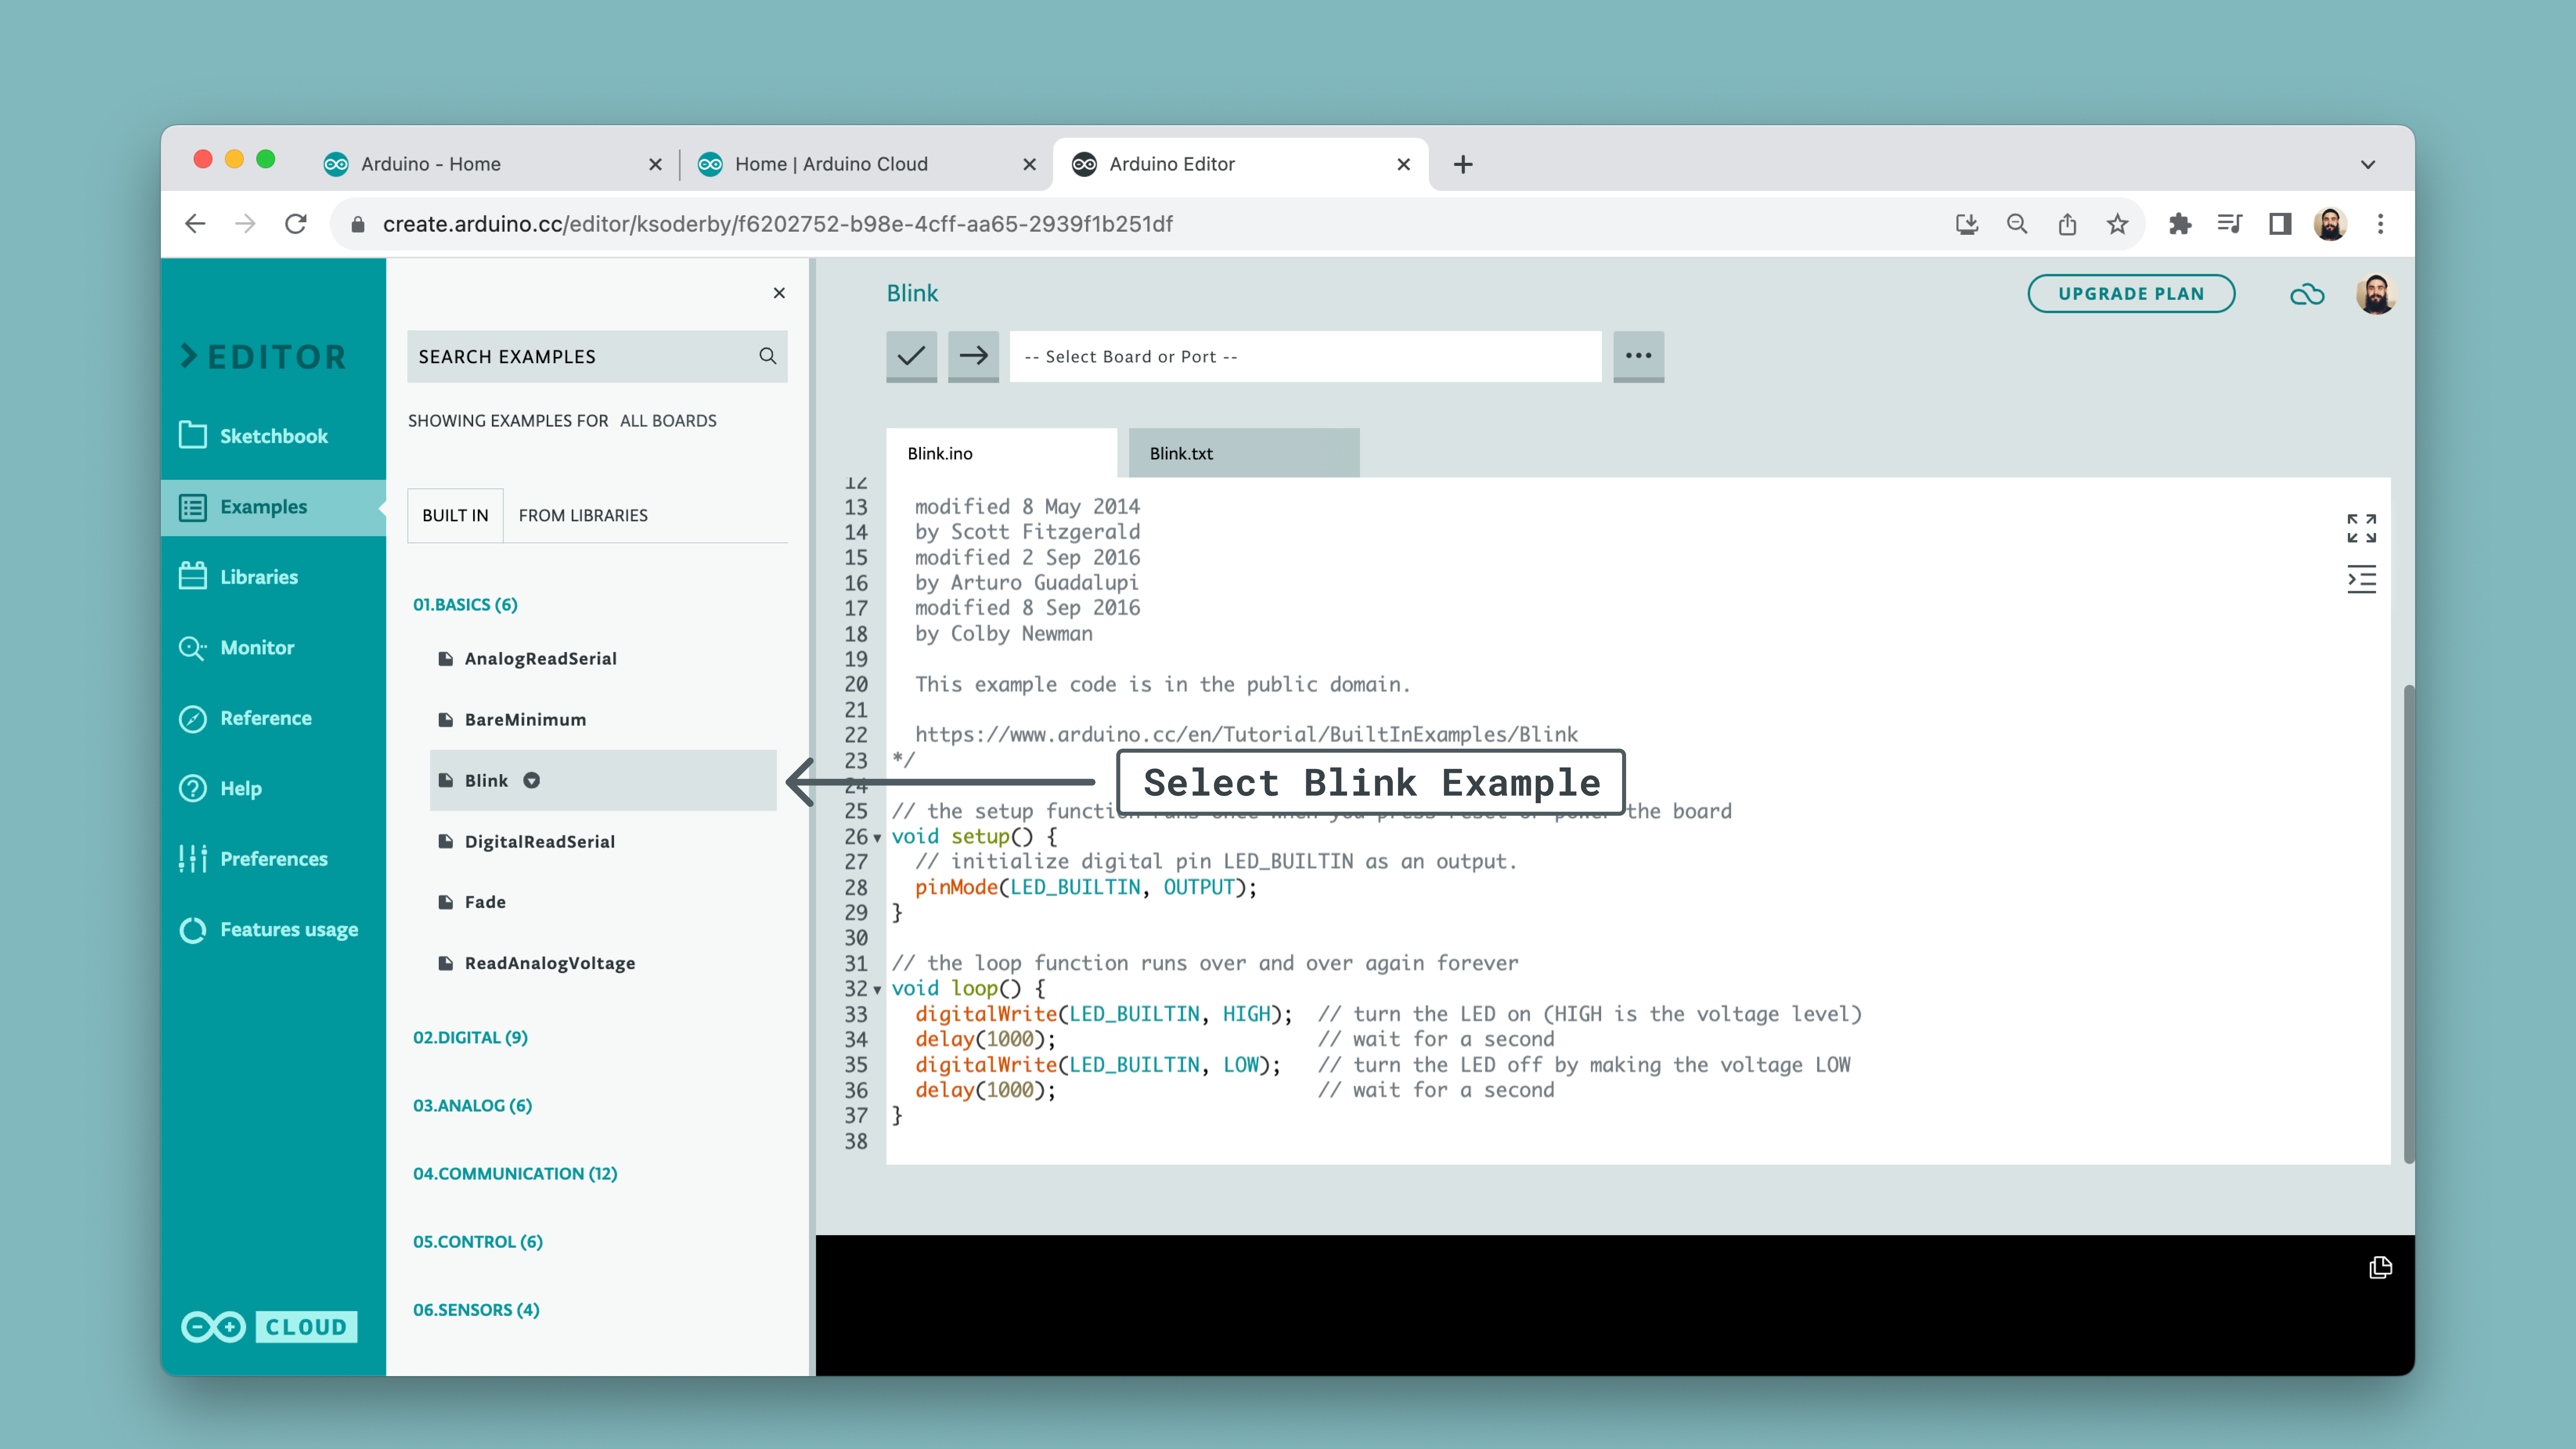 Arduino - Home
Home | Arduino Cloud
Arduino Editor
create.arduino.cc/editor/ksoderby/f6202752-b98e-4cff-aa65-2939f1b251df
EDITOR
Sketchbook
Examples
Libraries
Monitor
Reference
Help
Preferences
Features usage
CLOUD
SEARCH EXAMPLES
SHOWING EXAMPLES FOR ALL BOARDS
BUILT IN
FROM LIBRARIES
01.BASICS (6)
AnalogReadSerial
BareMinimum
Blink
DigitalReadSerial
Fade
ReadAnalogVoltage
02.DIGITAL (9)
03.ANALOG (6)
04.COMMUNICATION (12)
05.CONTROL (6)
06.SENSORS (4)
Blink
UPGRADE PLAN
-- Select Board or Port --
Blink.ino
Blink.txt
12
13 modified 8 May 2014
14 by Scott Fitzgerald
15 modified 2 Sep 2016
16 by Arturo Guadalupi
17 modified 8 Sep 2016
18 by Colby Newman
19
20 This example code is in the public domain.
21
22 https://www.arduino.cc/en/Tutorial/BuiltInExamples/Blink
23 */
24
Select Blink Example
25 // the setup function runs once when you press reset or power the board
26 void setup() {
27 // initialize digital pin LED_BUILTIN as an output.
28 pinMode(LED_BUILTIN, OUTPUT);
29 }
30
31 // the loop function runs over and over again forever
32 void loop() {
33 digitalWrite(LED_BUILTIN, HIGH); // turn the LED on (HIGH is the voltage level)
34 delay(1000); // wait for a second
35 digitalWrite(LED_BUILTIN, LOW); // turn the LED off by making the voltage LOW
36 delay(1000); // wait for a second
37 }
38